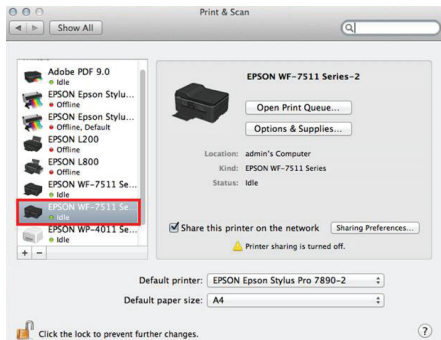 Print & Scan
Show All
Adobe PDF 9.0
Idle
EPSON Epson Stylu...
Offline
EPSON Epson Stylu...
Offline, Default
EPSON L200
Offline
EPSON L800
Offline
EPSON WF-7511 Se...
Idle
EPSON WF-7511 Se...
Idle
EPSON WP-4011 Se...
Idle
+ −
EPSON WF-7511 Series-2
Open Print Queue...
Options & Supplies...
Location: admin's Computer
Kind: EPSON WF-7511 Series
Status: Idle
Share this printer on the network
Sharing Preferences...
Printer sharing is turned off.
Default printer: EPSON Epson Stylus Pro 7890-2
Default paper size: A4
Click the lock to prevent further changes.
?